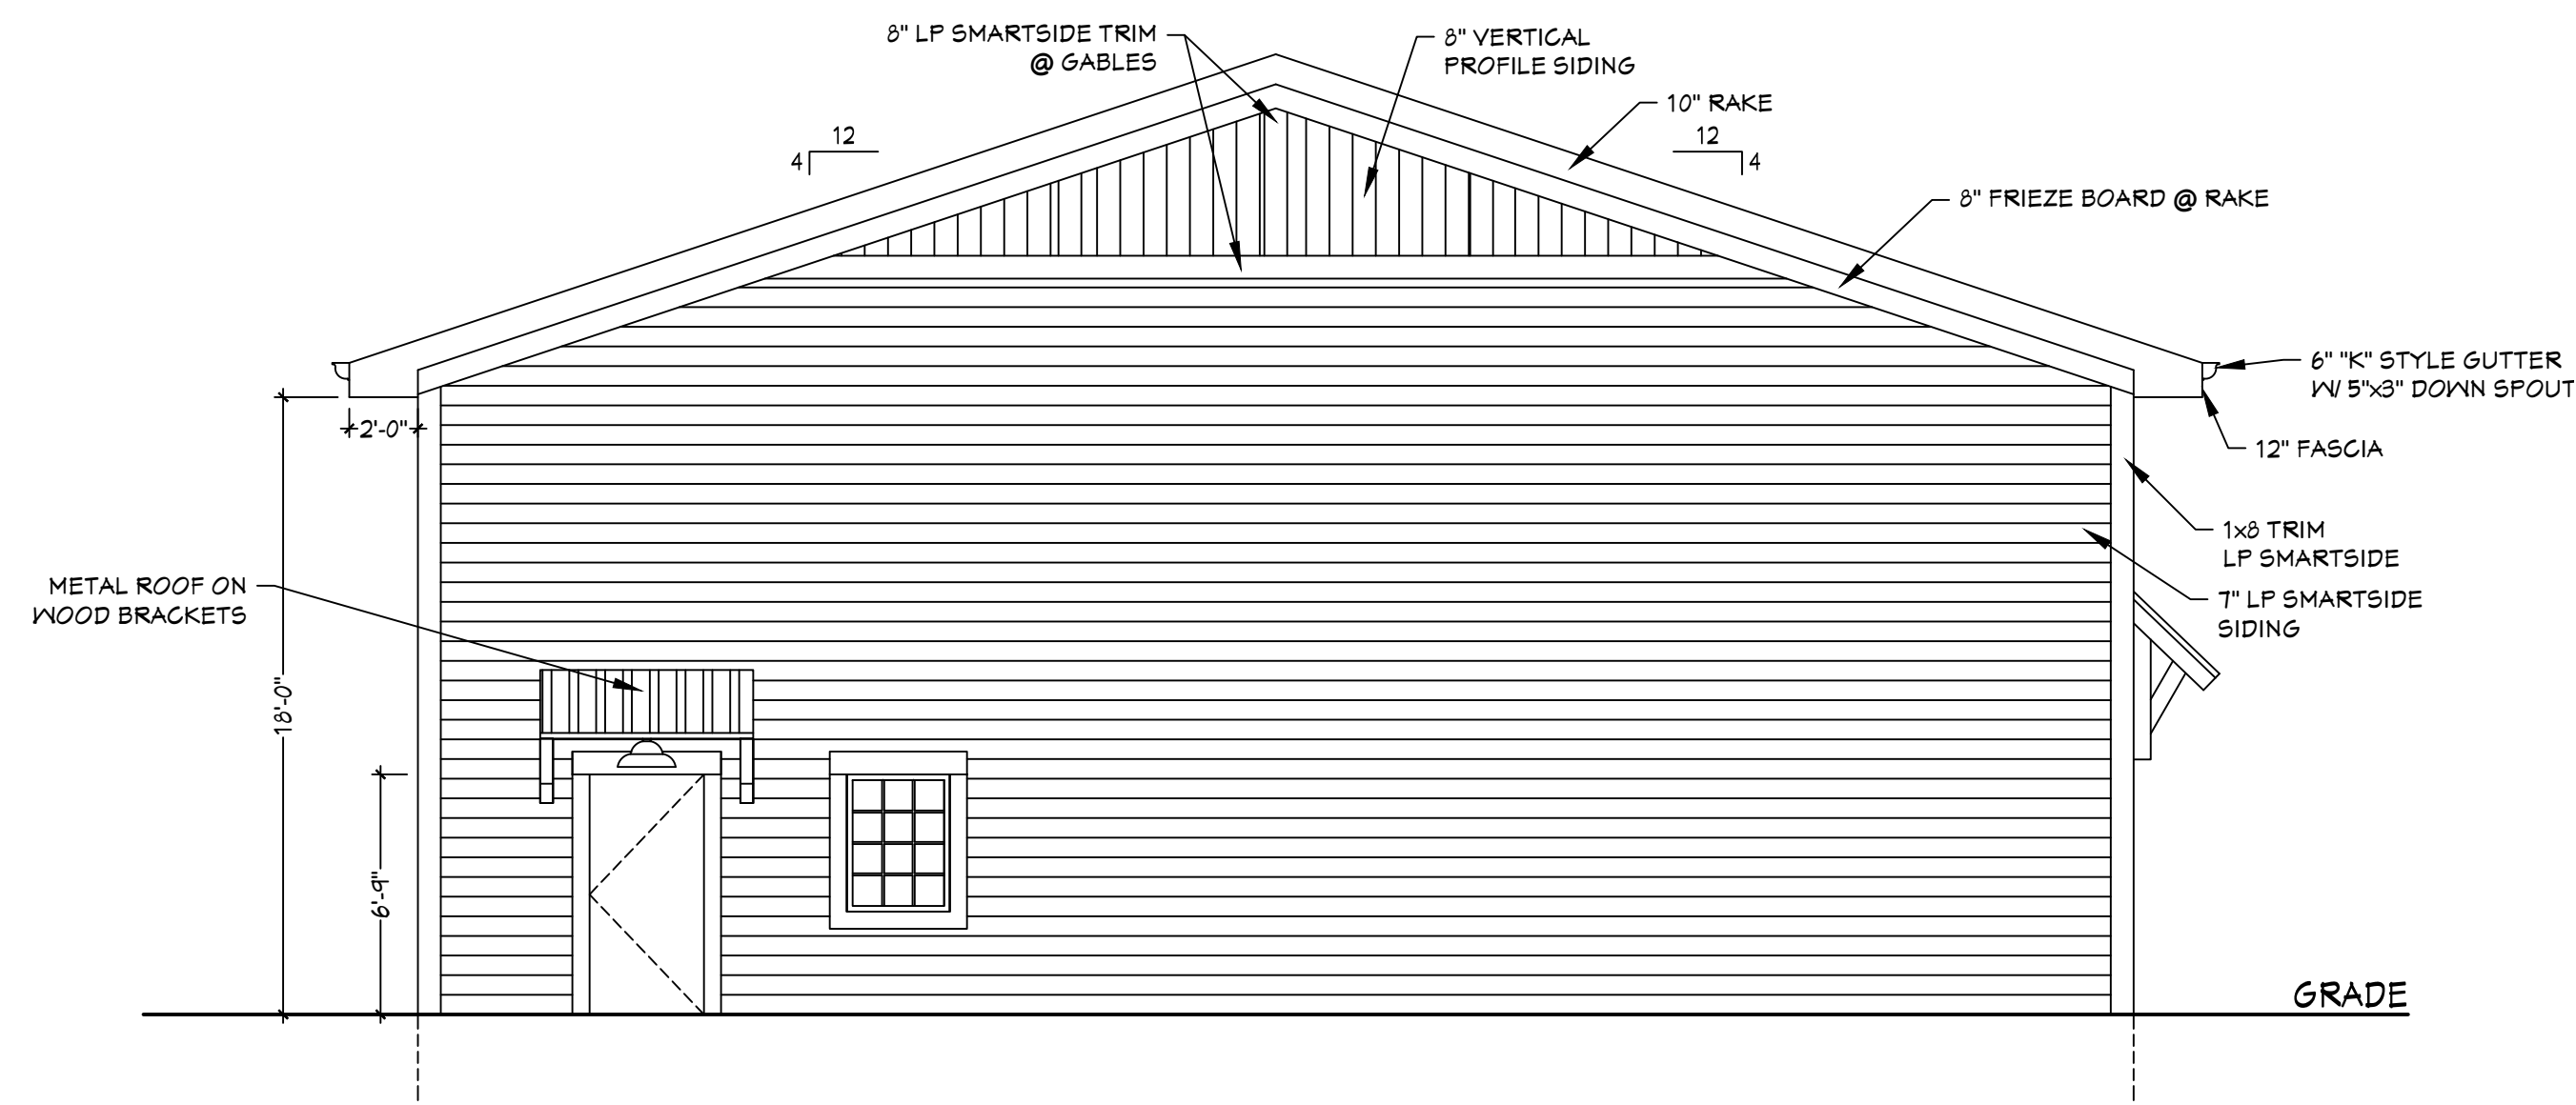 8" LP SMARTSIDE TRIM
@ GABLES
8" VERTICAL
PROFILE SIDING
10" RAKE
12
4
12
4
8" FRIEZE BOARD @ RAKE
6" "K" STYLE GUTTER
W/ 5"x3" DOWN SPOUT
2'-0"
12" FASCIA
1x8 TRIM
LP SMARTSIDE
METAL ROOF ON
WOOD BRACKETS
7" LP SMARTSIDE
SIDING
18'-0"
6'-9"
GRADE